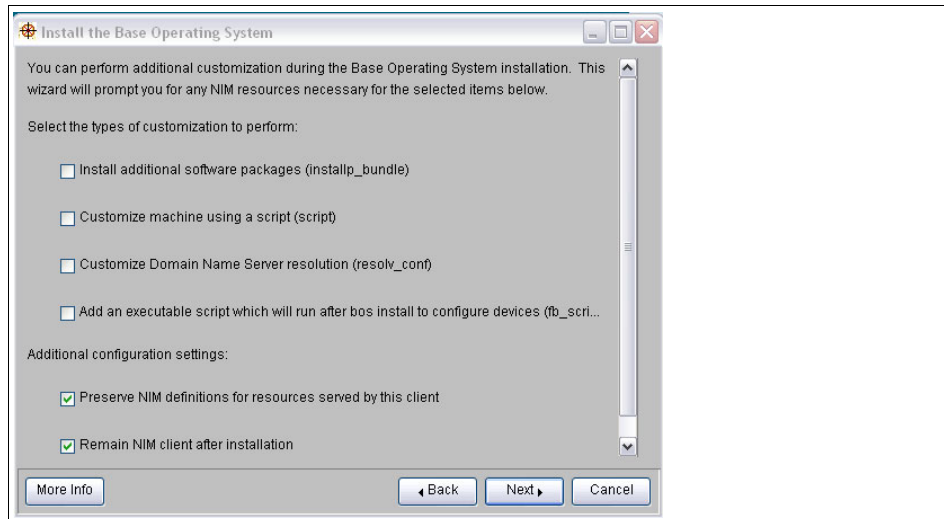 Install the Base Operating System
You can perform additional customization during the Base Operating System installation. This
wizard will prompt you for any NIM resources necessary for the selected items below.
Select the types of customization to perform:
Install additional software packages (installp_bundle)
Customize machine using a script (script)
Customize Domain Name Server resolution (resolv_conf)
Add an executable script which will run after bos install to configure devices (fb_scri...
Additional configuration settings:
Preserve NIM definitions for resources served by this client
Remain NIM client after installation
More Info
Back
Next
Cancel